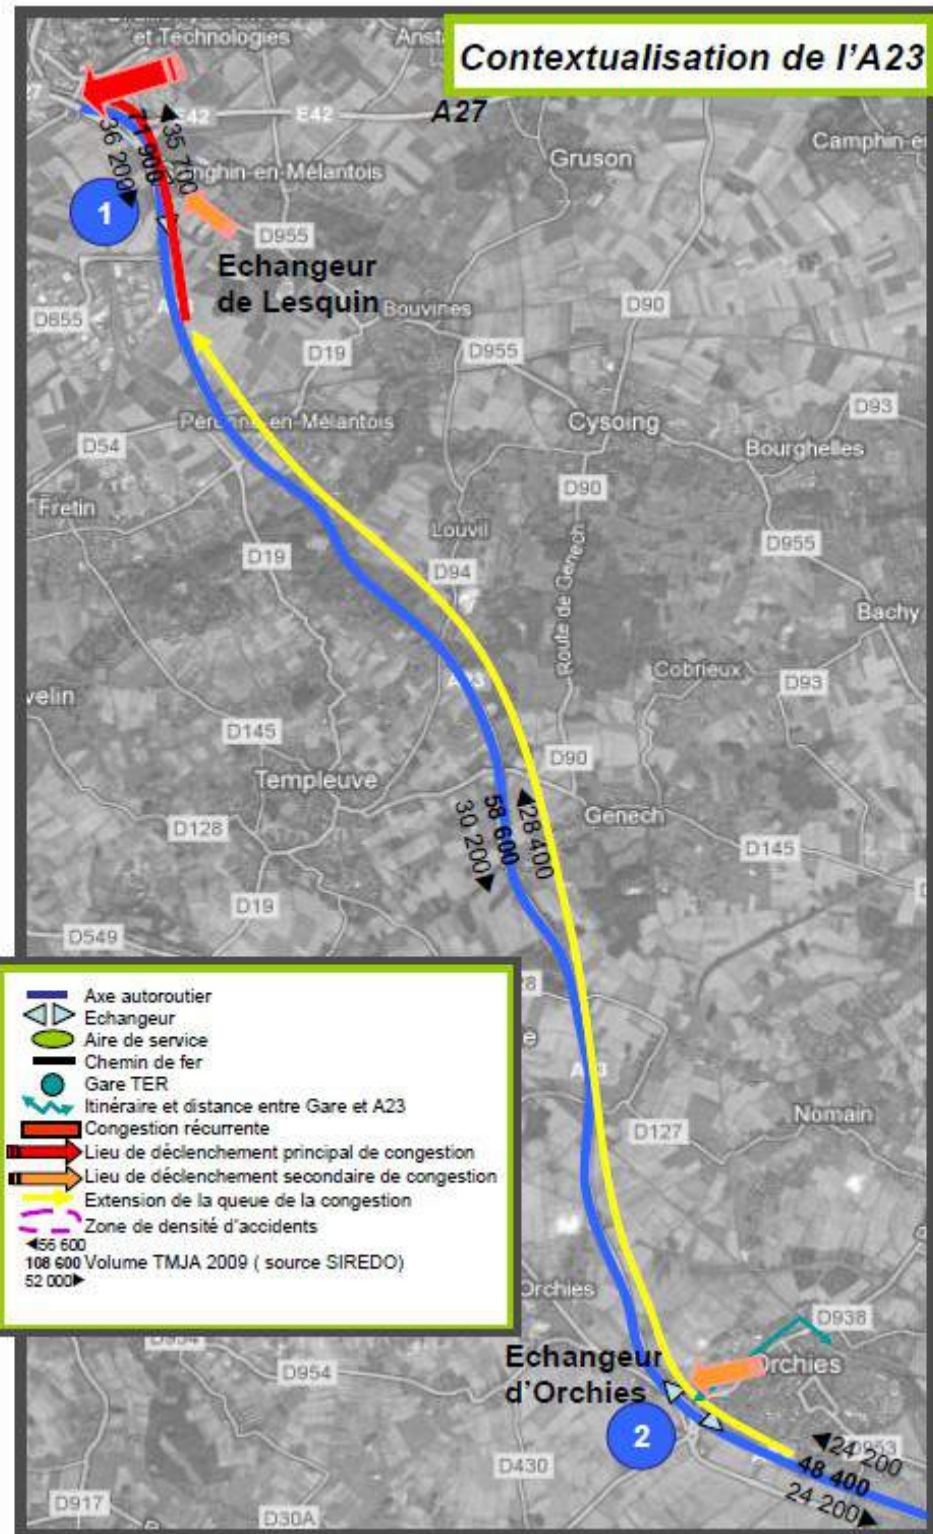 et Technologies
Contextualisation de l'A23
E42
E42
A27
Gruson
36 200▶
71 900
◀35 700
1
D955
Echangeur
de Lesquin
D655
Bouvines
D90
D19
D955
Cysoing
D93
D54
Bourghelles
Fretin
D90
Louvil
D19
D94
D955
Route de Genech
Bachy
Cobrieux
D93
D145
D90
Templeuve
◀28 400
58 600
30 200▶
Genech
D128
D145
D19
D549
Axe autoroutier
Echangeur
Aire de service
Chemin de fer
Gare TER
Itinéraire et distance entre Gare et A23
Congestion récurrente
Lieu de déclenchement principal de congestion
Lieu de déclenchement secondaire de congestion
Extension de la queue de la congestion
Zone de densité d'accidents
◀56 600
108 600 Volume TMJA 2009 ( source SIREDO)
52 000▶
Nomain
D127
Orchies
D938
D954
Echangeur
d'Orchies
Orchies
2
D953
◀24 200
48 400
24 200▶
D430
D917
D30A